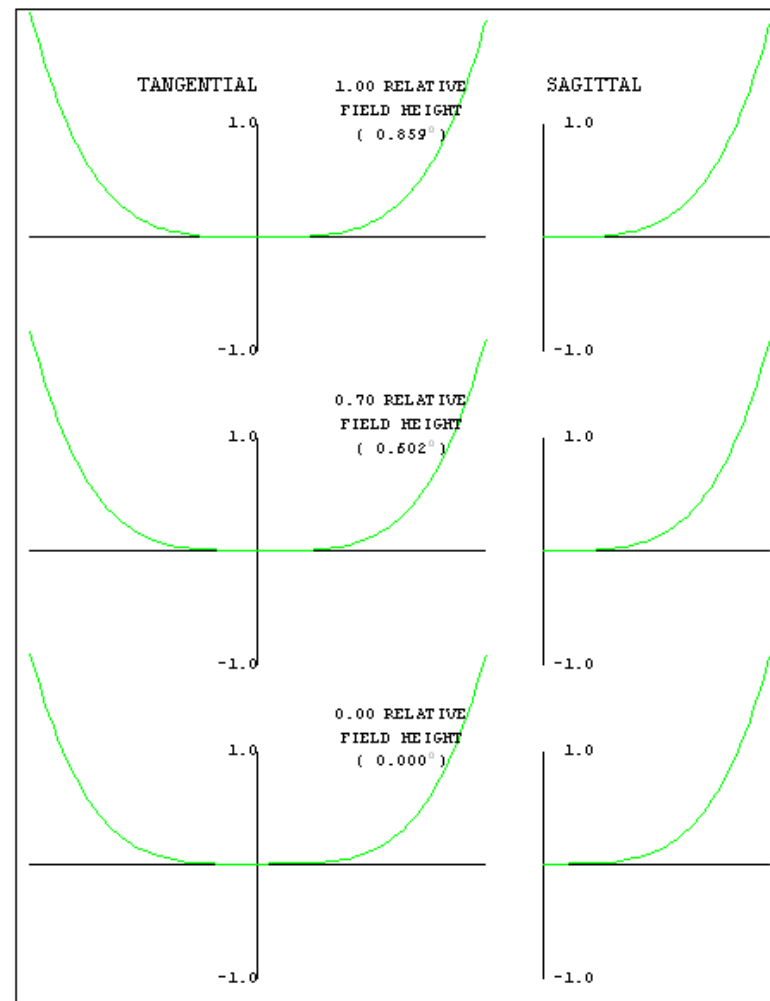 TANGENTIAL 1.00 RELATIVE SAGITTAL
FIELD HEIGHT
1.0 ( 0.859° ) 1.0
-1.0 -1.0
0.70 RELATIVE
FIELD HEIGHT
1.0 ( 0.602° ) 1.0
-1.0 -1.0
0.00 RELATIVE
FIELD HEIGHT
1.0 ( 0.000° ) 1.0
-1.0 -1.0